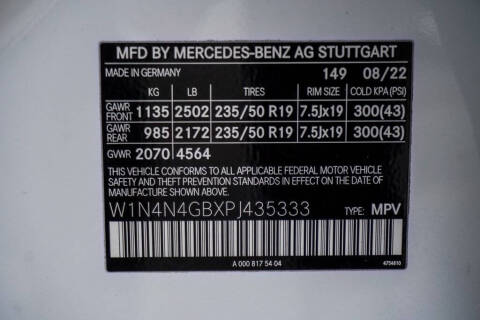 MFD BY MERCEDES-BENZ AG STUTTGART
MADE IN GERMANY 149 08/22
KG LB TIRES RIM SIZE COLD KPA (PSI)
GAWR FRONT 1135 2502 235/50 R19 7.5Jx19 300(43)
GAWR REAR 985 2172 235/50 R19 7.5Jx19 300(43)
GVWR 2070 4564
THIS VEHICLE CONFORMS TO ALL APPLICABLE FEDERAL MOTOR VEHICLE
SAFETY AND THEFT PREVENTION STANDARDS IN EFFECT ON THE DATE OF
MANUFACTURE SHOWN ABOVE.
W1N4N4GBXPJ435333 TYPE: MPV
A 000 817 54 04